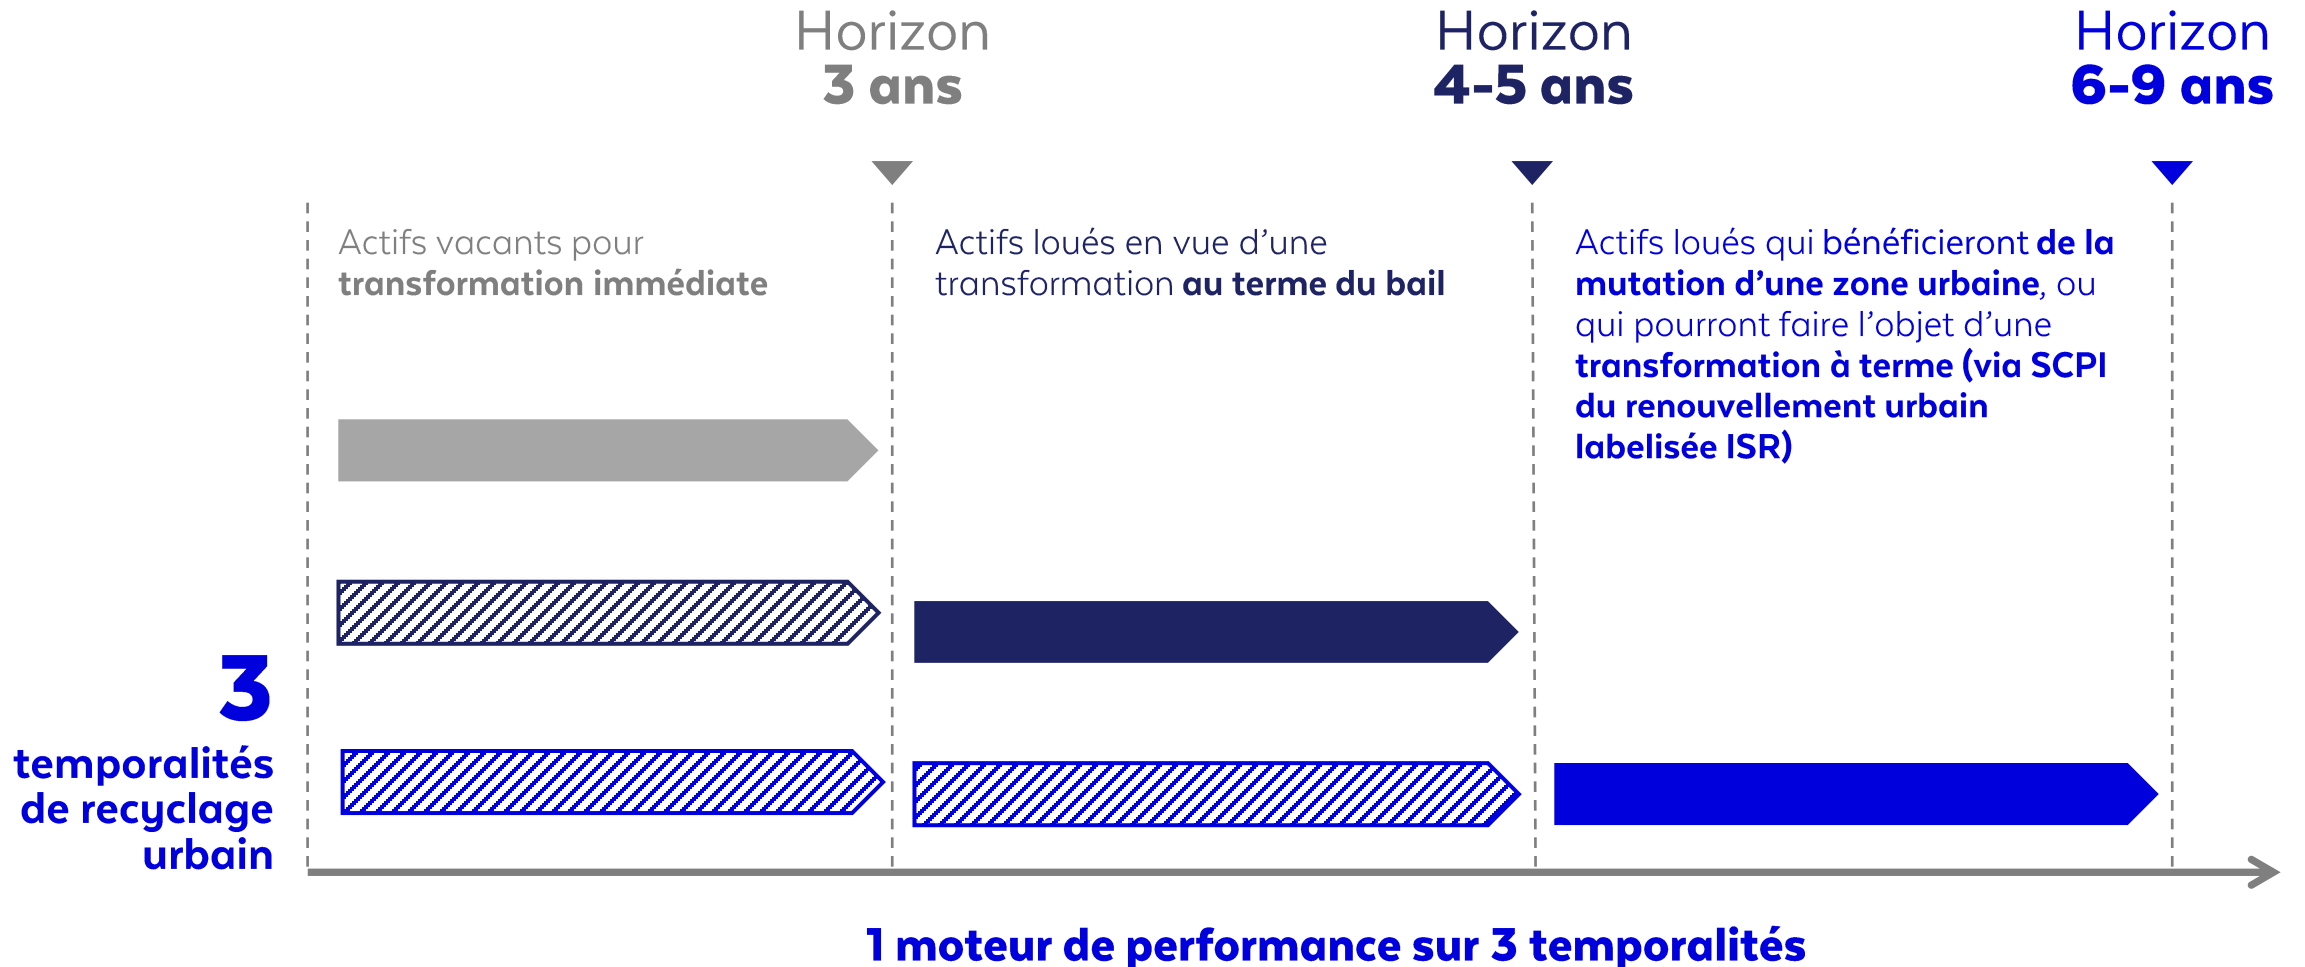 Horizon
3 ans
Horizon
4-5 ans
Horizon
6-9 ans
Actifs vacants pour
transformation immédiate
Actifs loués en vue d’une
transformation au terme du bail
Actifs loués qui bénéficieront de la
mutation d’une zone urbaine, ou
qui pourront faire l’objet d’une
transformation à terme (via SCPI
du renouvellement urbain
labelisée ISR)
3
temporalités
de recyclage
urbain
1 moteur de performance sur 3 temporalités